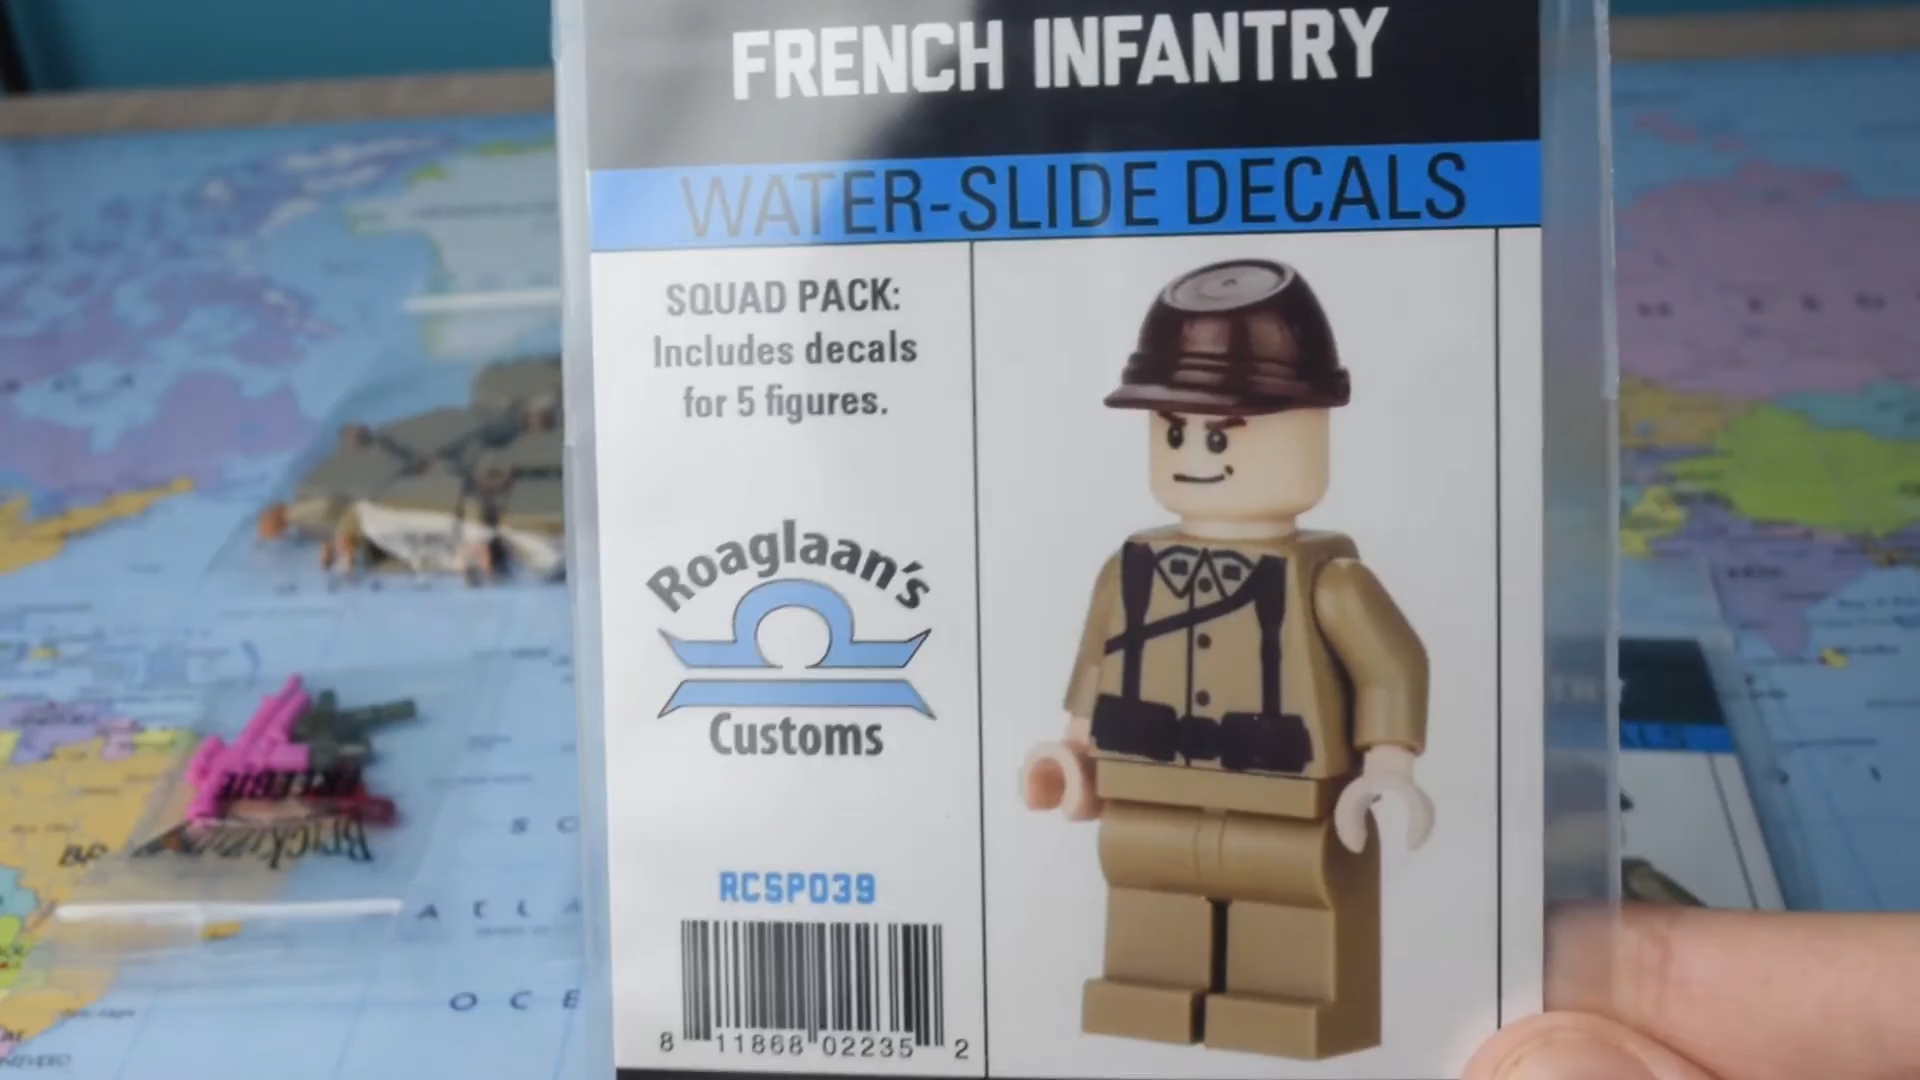 FRENCH INFANTRY
WATER-SLIDE DECALS
SQUAD PACK:
Includes decals
for 5 figures.
Roaglaan's
Customs
RCSP039
8 11868 02235 2
FREEBIE
O C E